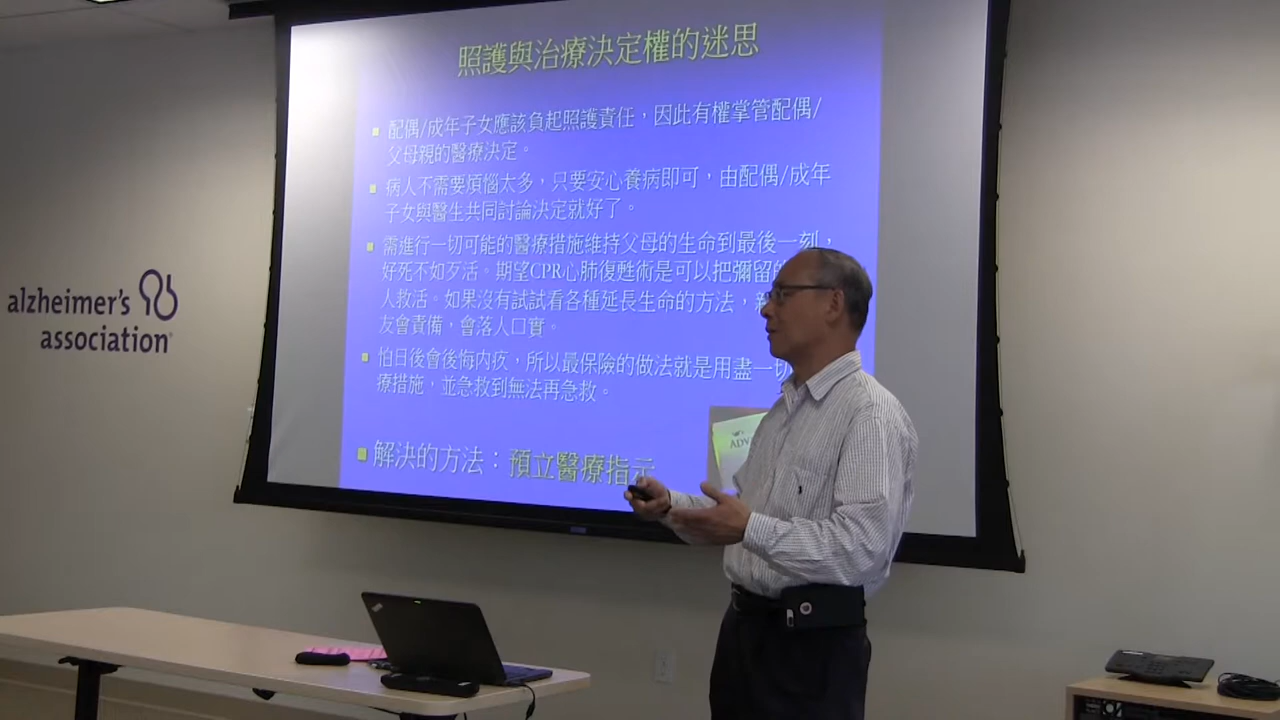 照護與治療決定權的迷思
配偶/成年子女應該負起照護責任，因此有權掌管配偶/
父母親的醫療決定。
病人不需要煩惱太多，只要安心養病即可，由配偶/成年
子女與醫生共同討論決定就好了。
需進行一切可能的醫療措施維持父母的生命到最後一刻，
好死不如歹活。期望CPR心肺復甦術是可以把彌留的
人救活。如果沒有試試看各種延長生命的方法，親
友會責備，會落人口實。
怕日後會後悔內疚，所以最保險的做法就是用盡一切
療措施，並急救到無法再急救。
解決的方法：預立醫療指示
alzheimer's
association